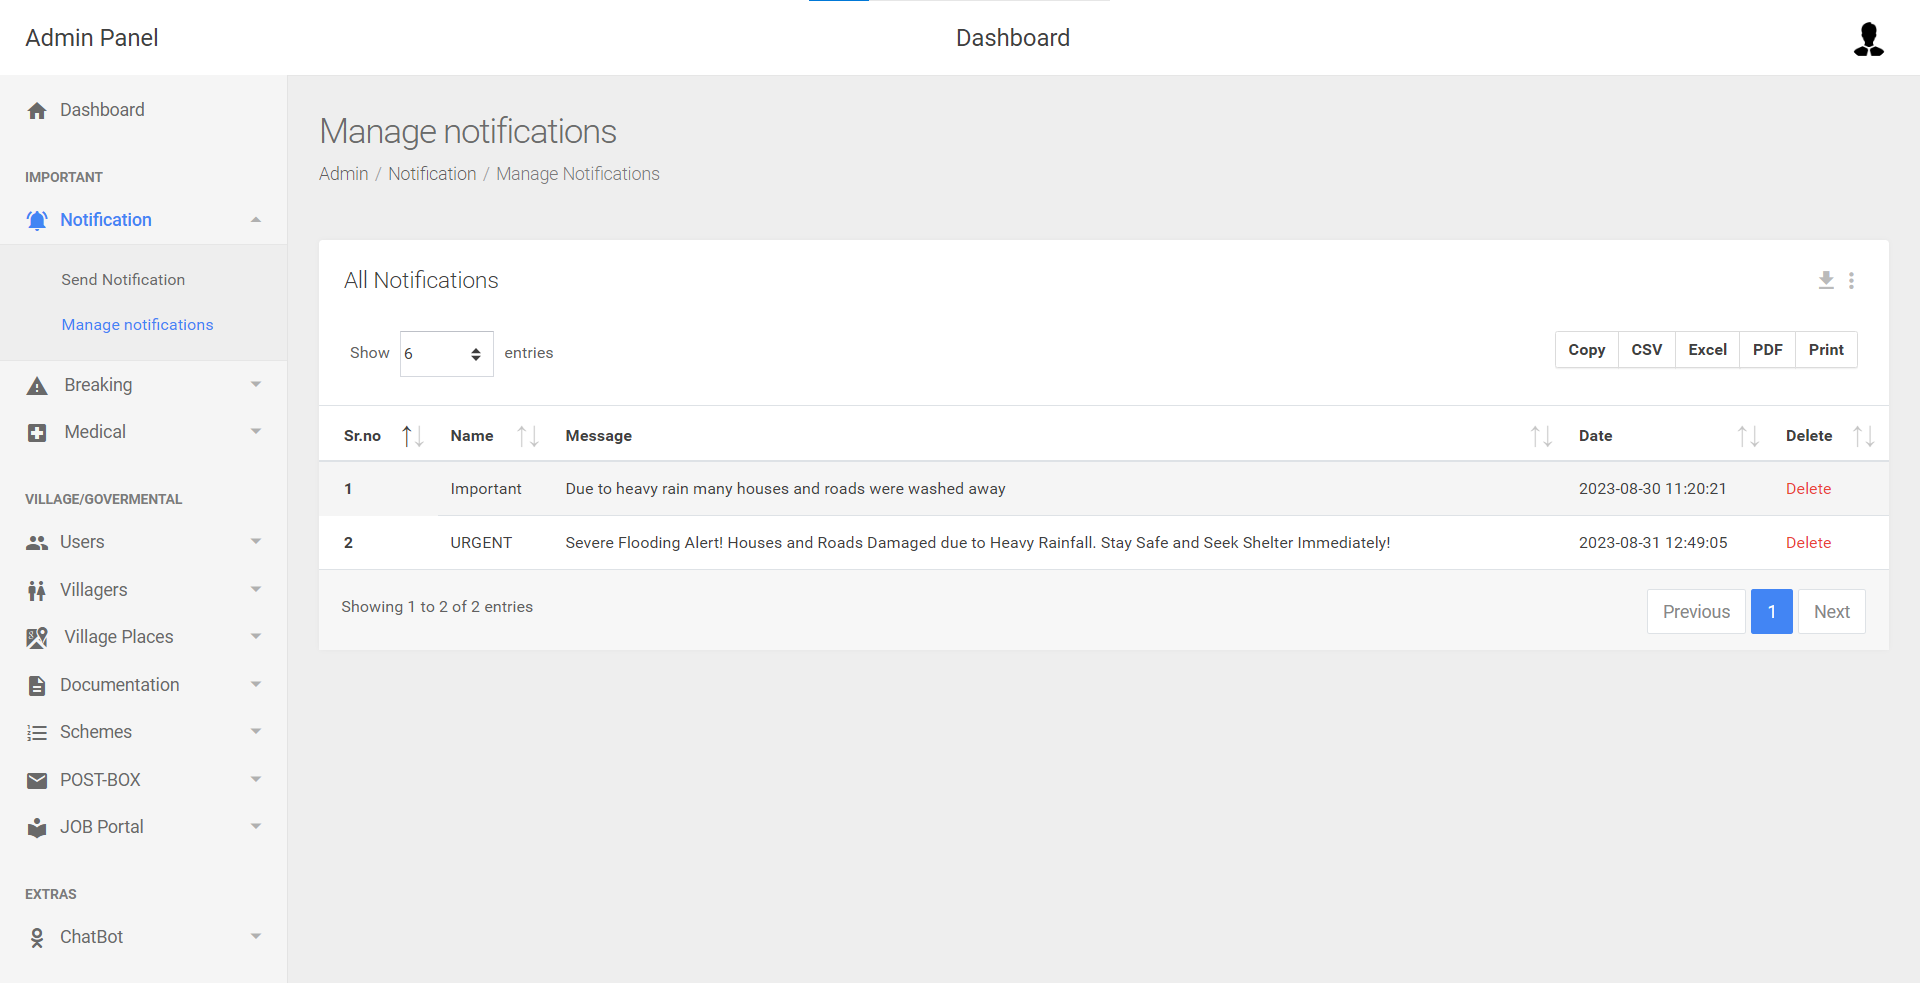 Admin Panel
Dashboard
Dashboard
IMPORTANT
Notification
Send Notification
Manage notifications
Breaking
Medical
VILLAGE/GOVERMENTAL
Users
Villagers
Village Places
Documentation
Schemes
POST-BOX
JOB Portal
EXTRAS
ChatBot
Manage notifications
Admin / Notification / Manage Notifications
All Notifications
Show 6 entries
Copy CSV Excel PDF Print
Sr.no Name Message Date Delete
1 Important Due to heavy rain many houses and roads were washed away 2023-08-30 11:20:21 Delete
2 URGENT Severe Flooding Alert! Houses and Roads Damaged due to Heavy Rainfall. Stay Safe and Seek Shelter Immediately! 2023-08-31 12:49:05 Delete
Showing 1 to 2 of 2 entries
Previous 1 Next